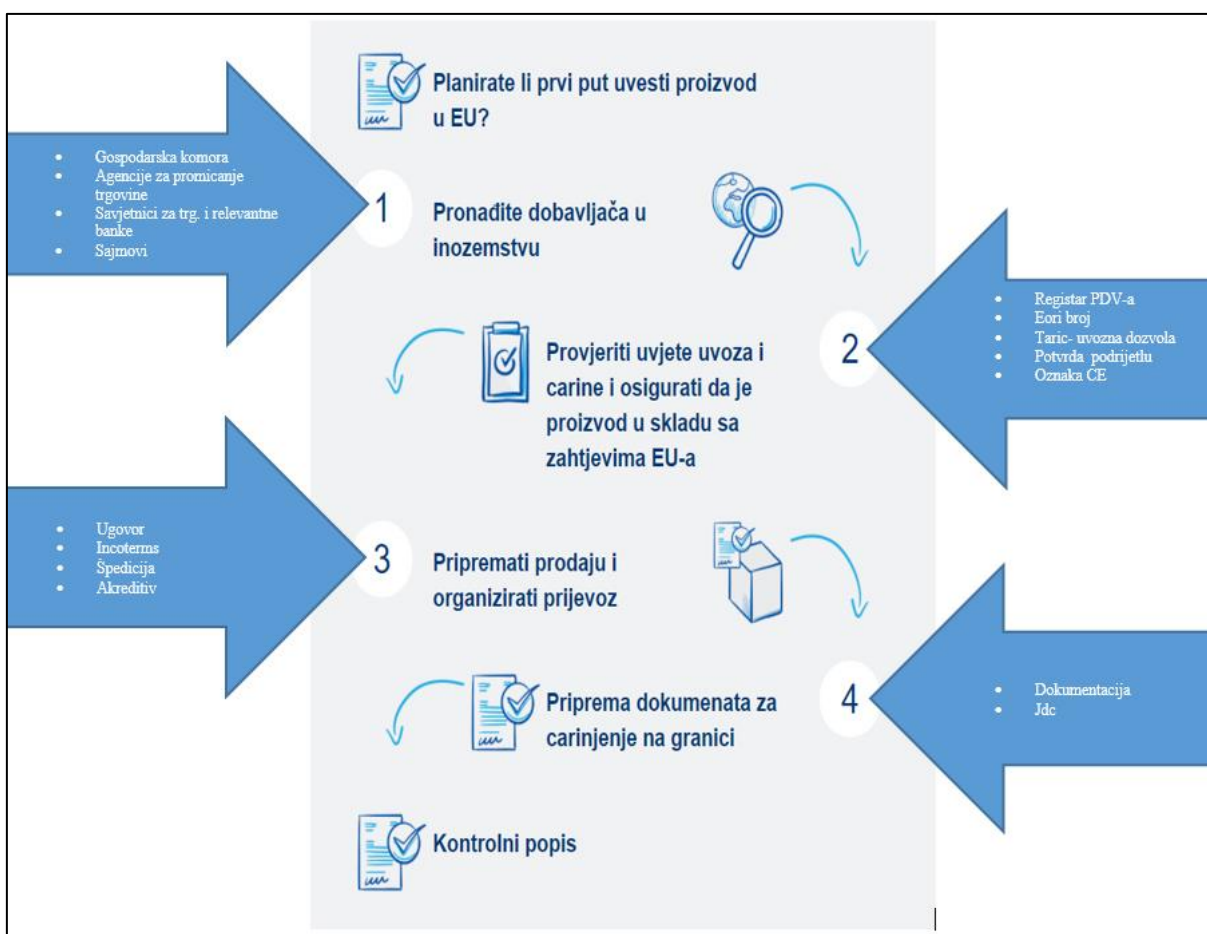 Planirate li prvi put uvesti proizvod
u EU?
• Gospodarska komora
• Agencije za promicanje
trgovine
• Savjetnici za trg. i relevantne
banke
• Sajmovi
1
Pronađite dobavljača u
inozemstvu
• Registar PDV-a
• Eori broj
• Taric- uvozna dozvola
• Potvrda podrijetlu
• Oznaka CE
2
Provjeriti uvjete uvoza i
carine i osigurati da je
proizvod u skladu sa
zahtjevima EU-a
• Ugovor
• Incoterms
• Špedicija
• Akreditiv
3
Pripremati prodaju i
organizirati prijevoz
• Dokumentacija
• Jdc
4
Priprema dokumenata za
carinjenje na granici
Kontrolni popis